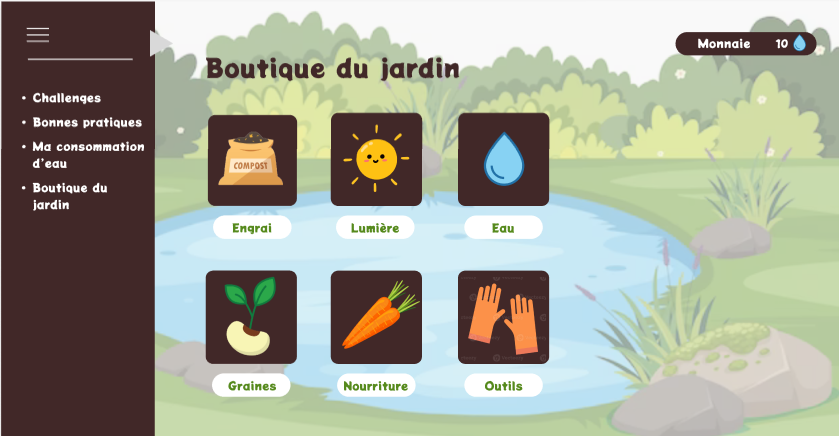 Monnaie 10
Boutique du jardin
• Challenges
• Bonnes pratiques
• Ma consommation
d'eau
• Boutique du
jardin
COMPOST
Engrai
Lumière
Eau
Graines
Nourriture
Outils